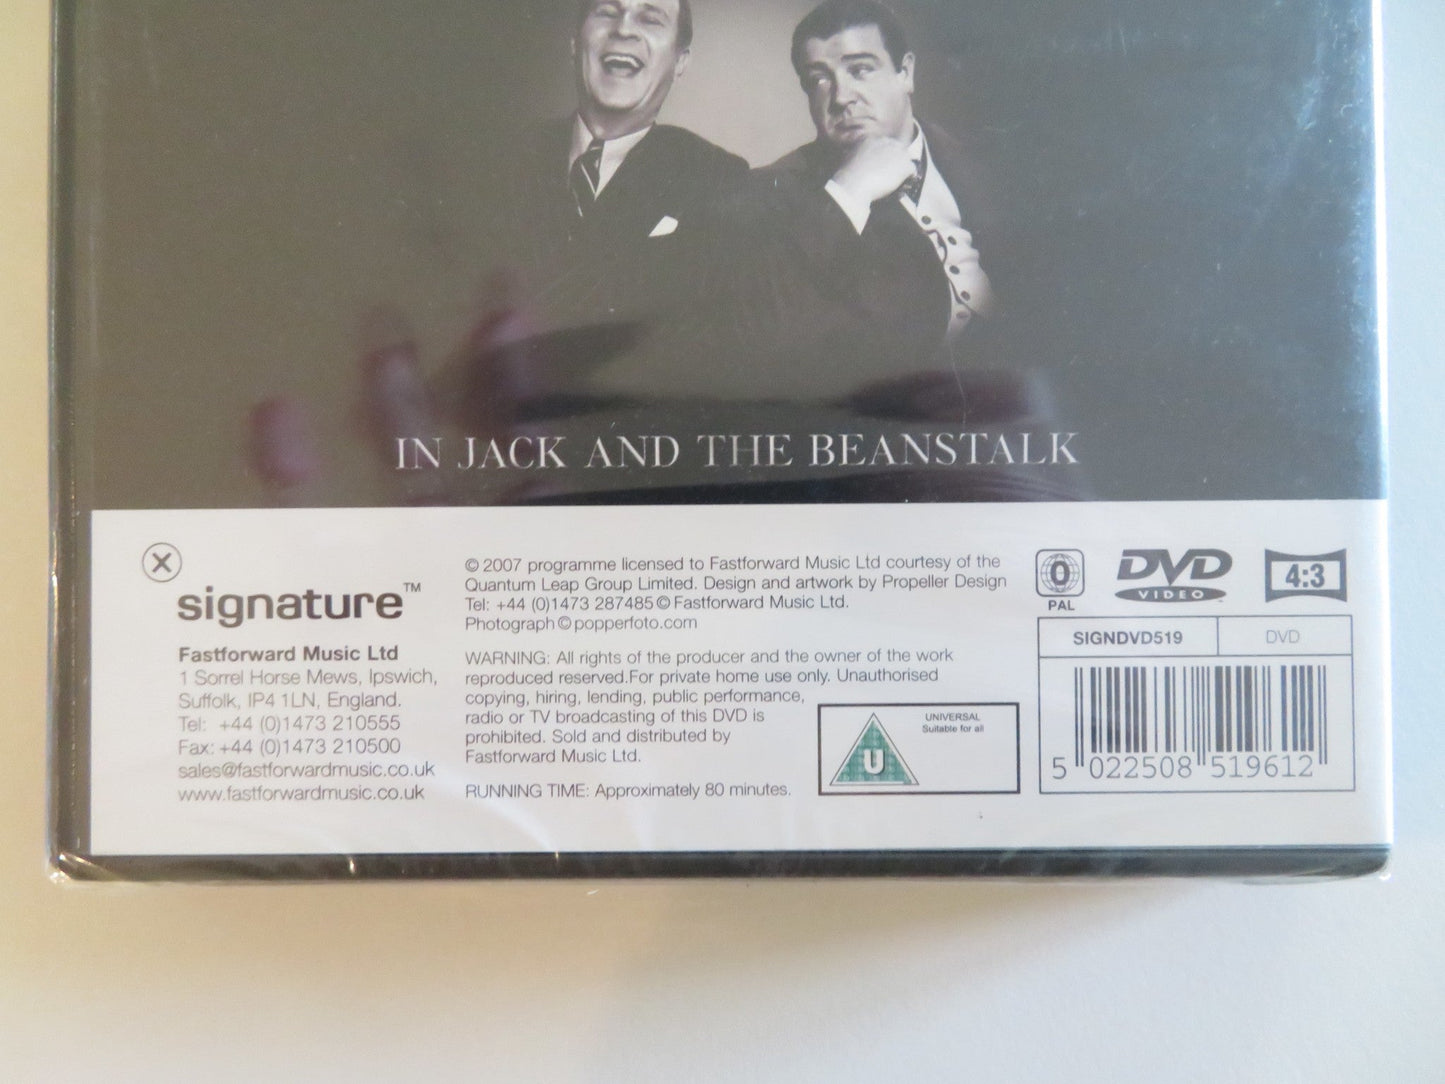 IN JACK AND THE BEANSTALK
signature™
Fastforward Music Ltd
1 Sorrel Horse Mews, Ipswich,
Suffolk, IP4 1LN, England.
Tel: +44 (0)1473 210555
Fax: +44 (0)1473 210500
sales@fastforwardmusic.co.uk
www.fastforwardmusic.co.uk
© 2007 programme licensed to Fastforward Music Ltd courtesy of the
Quantum Leap Group Limited. Design and artwork by Propeller Design
Tel: +44 (0)1473 287485 © Fastforward Music Ltd.
Photograph © popperfoto.com
WARNING: All rights of the producer and the owner of the work
reproduced reserved.For private home use only. Unauthorised
copying, hiring, lending, public performance,
radio or TV broadcasting of this DVD is
prohibited. Sold and distributed by
Fastforward Music Ltd.
RUNNING TIME: Approximately 80 minutes.
U
UNIVERSAL
Suitable for all
0
PAL
DVD
VIDEO
4:3
SIGNDVD519
DVD
5 022508 519612